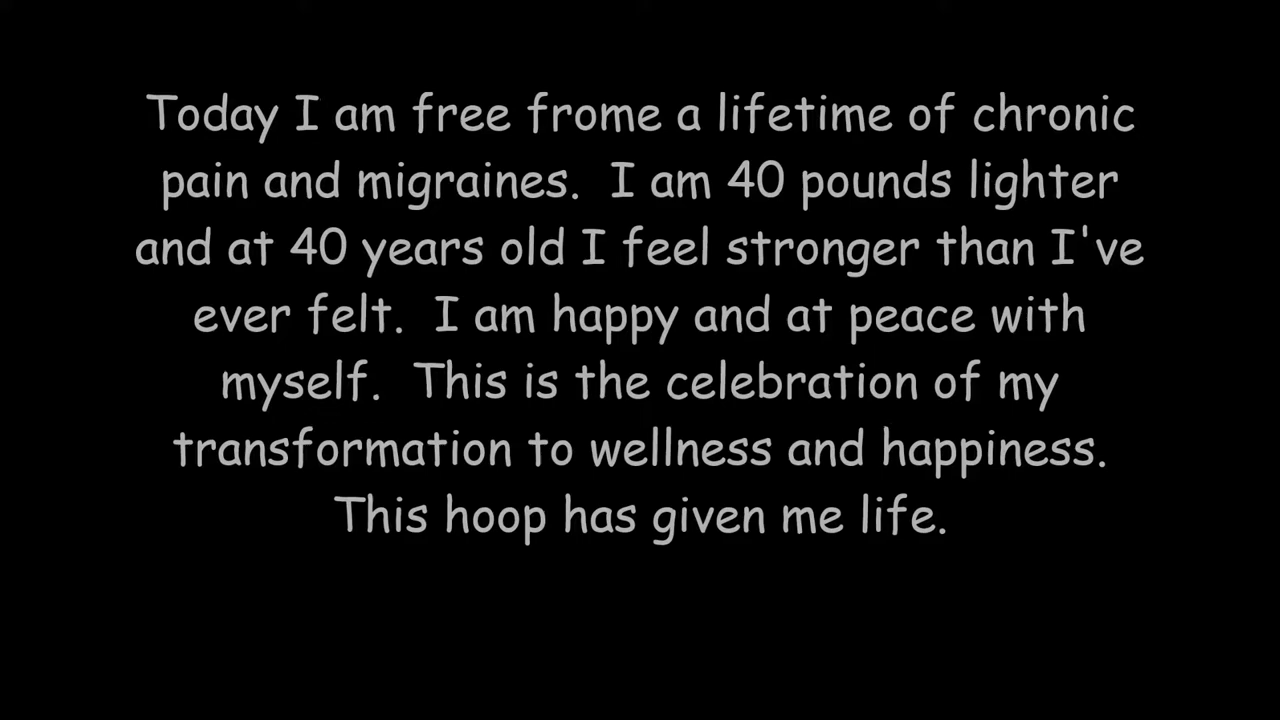 Today I am free frome a lifetime of chronic
pain and migraines.  I am 40 pounds lighter
and at 40 years old I feel stronger than I've
ever felt.  I am happy and at peace with
myself.  This is the celebration of my
transformation to wellness and happiness.
This hoop has given me life.